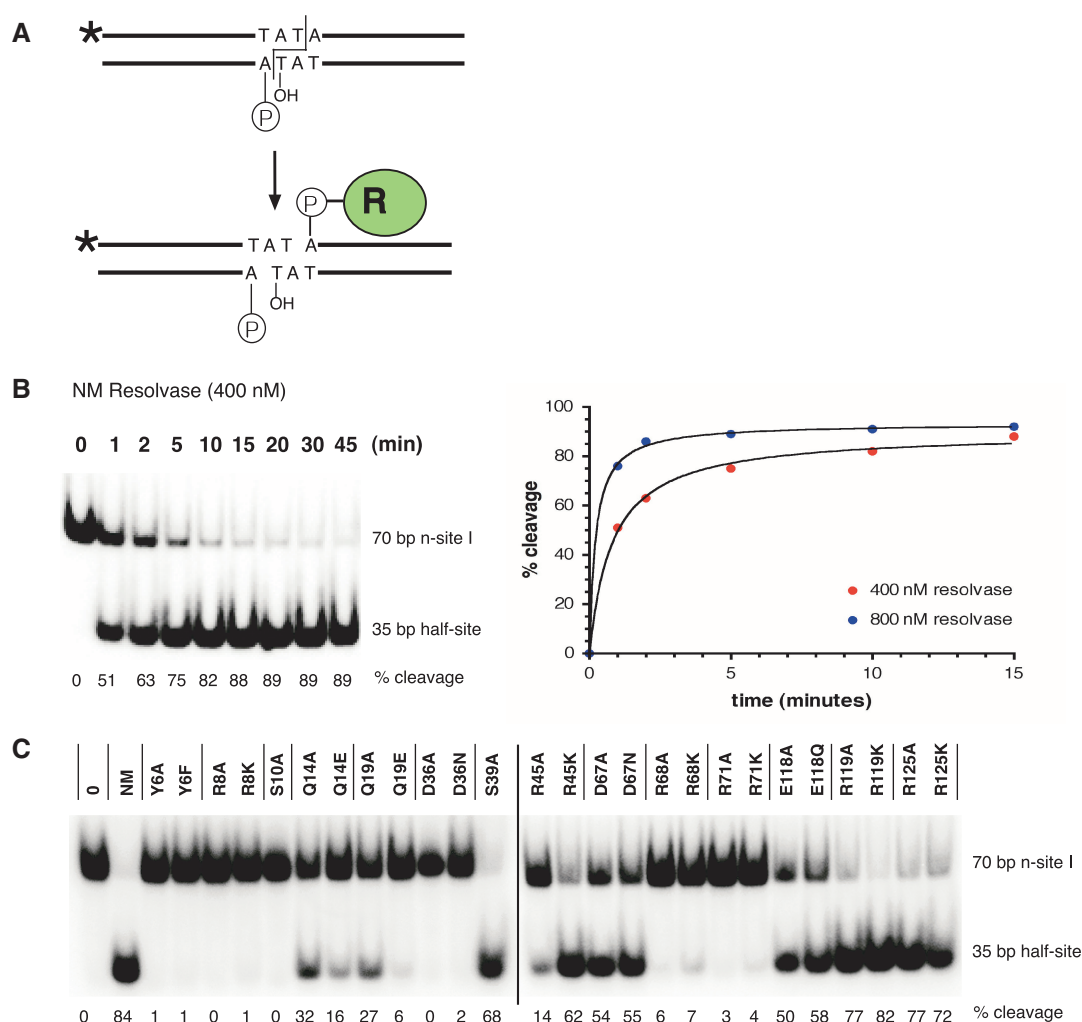 A
* T A T A
A T A T
OH
P
P R
* T A T A
A T A T
OH
P
B
NM Resolvase (400 nM)
0 1 2 5 10 15 20 30 45 (min)
70 bp n-site I
35 bp half-site
0 51 63 75 82 88 89 89 89 % cleavage
100
80
60
40
20
0
% cleavage
400 nM resolvase
800 nM resolvase
0 5 10 15
time (minutes)
C
0 NM Y6A Y6F R8A R8K S10A Q14A Q14E Q19A Q19E D36A D36N S39A R45A R45K D67A D67N R68A R68K R71A R71K E118A E118Q R119A R119K R125A R125K
70 bp n-site I
35 bp half-site
0 84 1 1 0 1 0 32 16 27 6 0 2 68 14 62 54 55 6 7 3 4 50 58 77 82 77 72 % cleavage